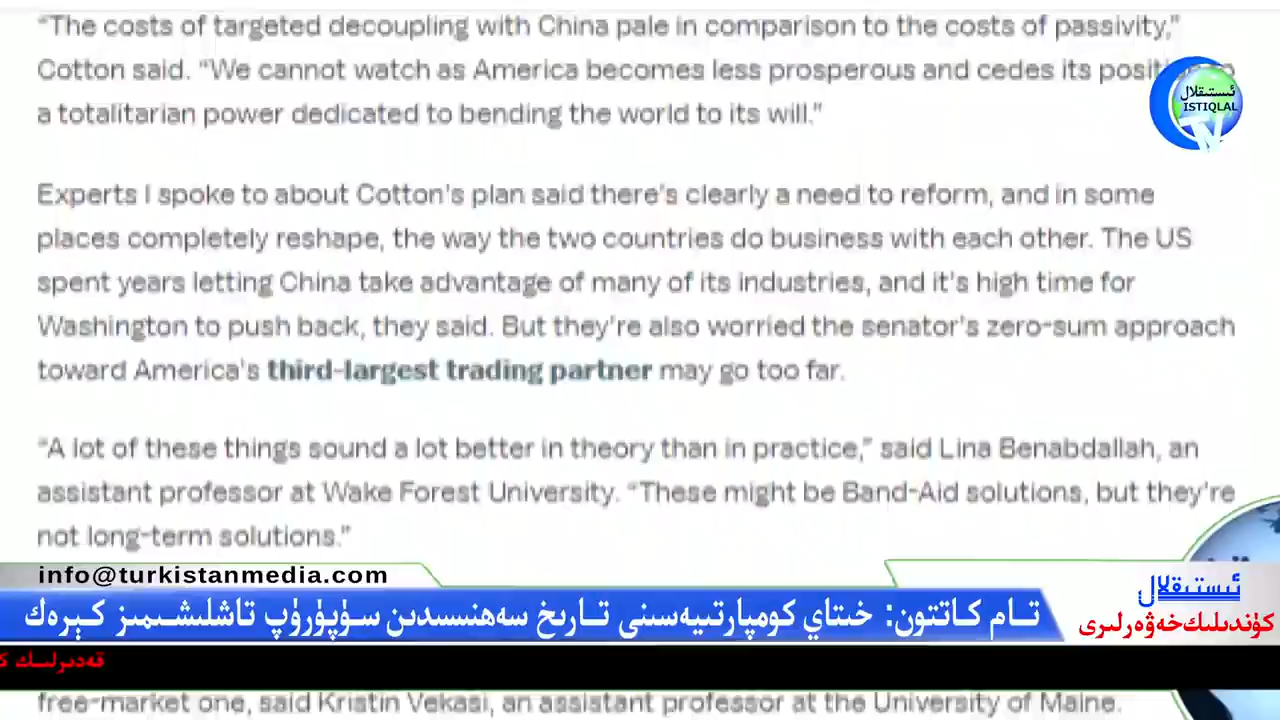 “The costs of targeted decoupling with China pale in comparison to the costs of passivity,”
Cotton said. “We cannot watch as America becomes less prosperous and cedes its position to
a totalitarian power dedicated to bending the world to its will.”
ئىستىقلال
ISTIQLAL
TV
Experts I spoke to about Cotton’s plan said there’s clearly a need to reform, and in some
places completely reshape, the way the two countries do business with each other. The US
spent years letting China take advantage of many of its industries, and it’s high time for
Washington to push back, they said. But they’re also worried the senator’s zero-sum approach
toward America’s third-largest trading partner may go too far.
“A lot of these things sound a lot better in theory than in practice,” said Lina Benabdallah, an
assistant professor at Wake Forest University. “These might be Band-Aid solutions, but they’re
not long-term solutions.”
info@turkistanmedia.com
ئىستىقلال
كۈندىلىك خەۋەرلىرى
تام كاتتون: خىتاي كومپارتىيەسىنى تارىخ سەھنىسىدىن سۈپۈرۈپ تاشلىشىمىز كېرەك
قەدىرلىك
free-market one, said Kristin Vekasi, an assistant professor at the University of Maine.